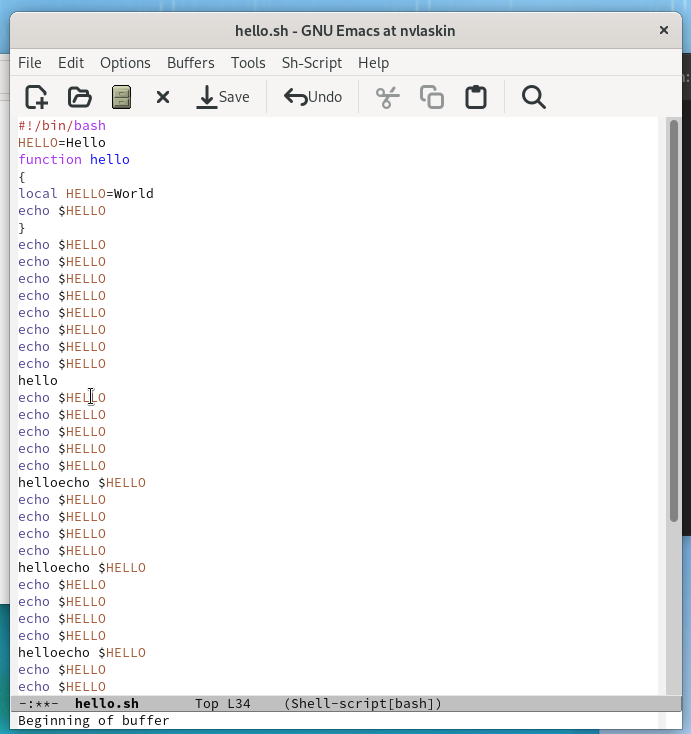 hello.sh - GNU Emacs at nvlaskin
File Edit Options Buffers Tools Sh-Script Help
Save Undo
#!/bin/bash
HELLO=Hello
function hello
{
local HELLO=World
echo $HELLO
}
echo $HELLO
echo $HELLO
echo $HELLO
echo $HELLO
echo $HELLO
echo $HELLO
echo $HELLO
echo $HELLO
hello
echo $HELLO
echo $HELLO
echo $HELLO
echo $HELLO
echo $HELLO
helloecho $HELLO
echo $HELLO
echo $HELLO
echo $HELLO
echo $HELLO
helloecho $HELLO
echo $HELLO
echo $HELLO
echo $HELLO
echo $HELLO
helloecho $HELLO
echo $HELLO
echo $HELLO
-:**- hello.sh Top L34 (Shell-script[bash])
Beginning of buffer